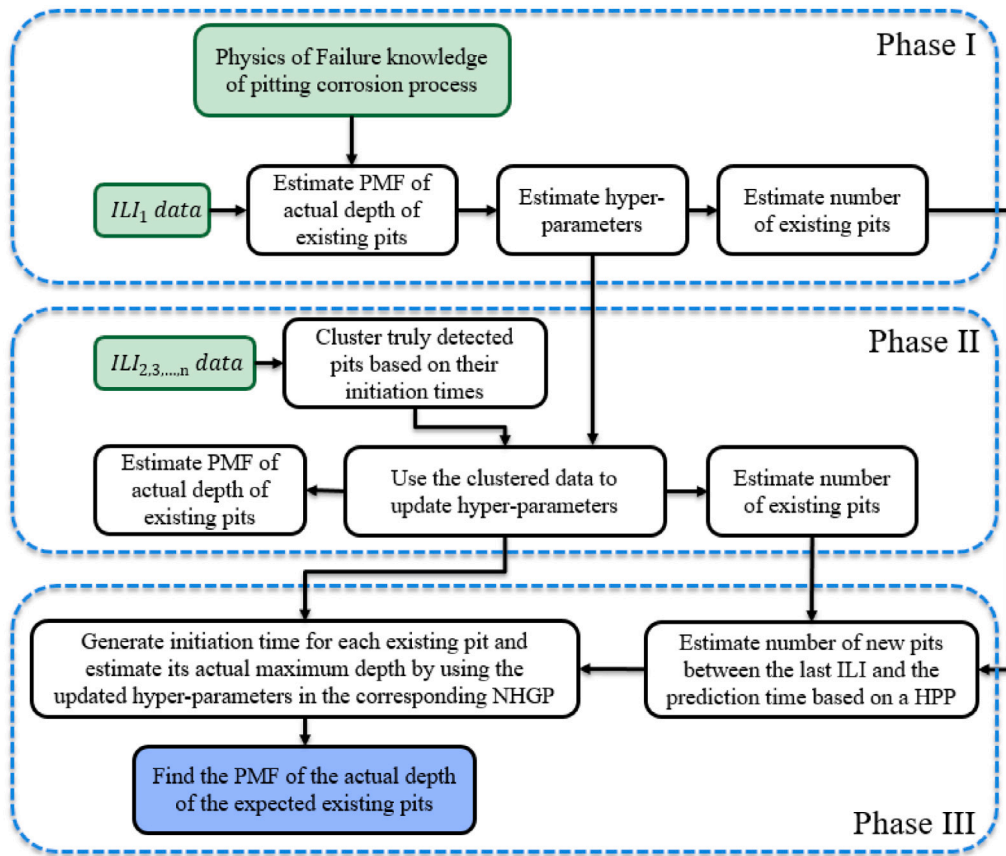 Phase I
Physics of Failure knowledge
of pitting corrosion process
ILI₁ data
Estimate PMF of
actual depth of
existing pits
Estimate hyper-
parameters
Estimate number
of existing pits
Phase II
ILI₂,₃,...,ₙ data
Cluster truly detected
pits based on their
initiation times
Estimate PMF of
actual depth of
existing pits
Use the clustered data to
update hyper-parameters
Estimate number
of existing pits
Generate initiation time for each existing pit and
estimate its actual maximum depth by using the
updated hyper-parameters in the corresponding NHGP
Estimate number of new pits
between the last ILI and the
prediction time based on a HPP
Find the PMF of the actual depth
of the expected existing pits
Phase III